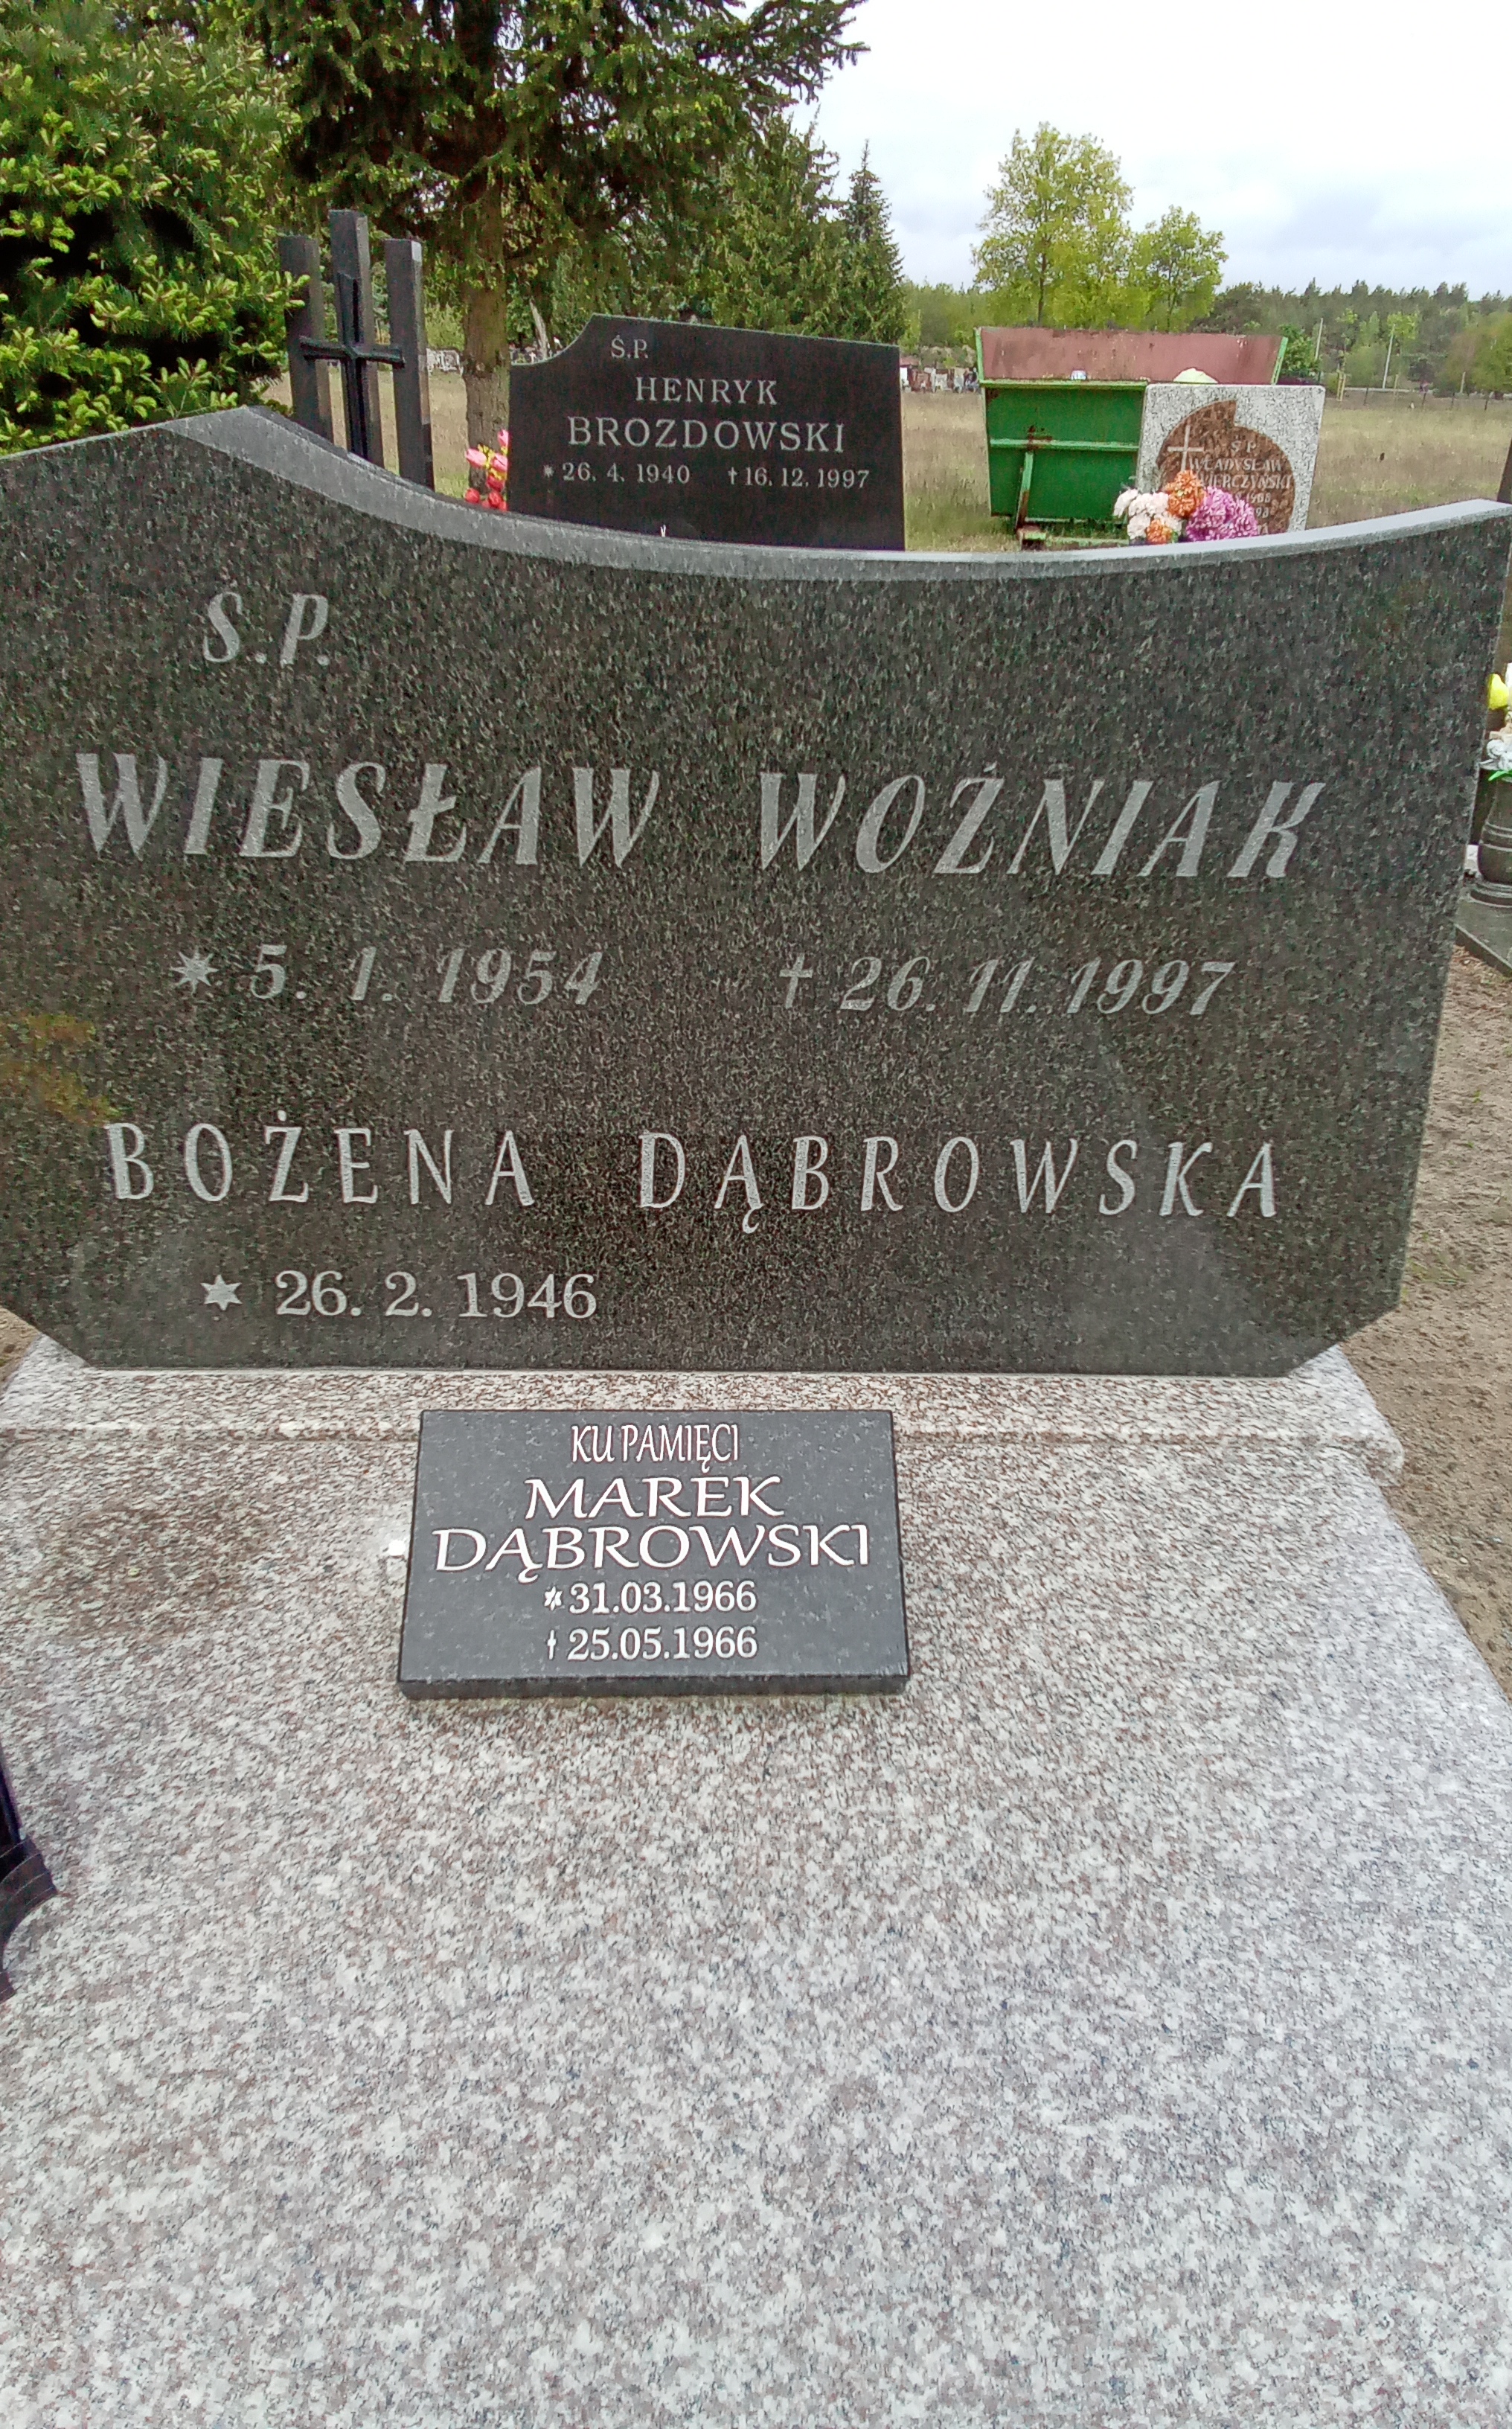 Ś.P.
HENRYK
BROZDOWSKI
* 26. 4. 1940 † 16. 12. 1997
Ś.P.
Ś.P.
WIESŁAW WOŹNIAK
* 5. 1. 1954 † 26. 11. 1997
BOŻENA DĄBROWSKA
* 26. 2. 1946
KU PAMIĘCI
MAREK
DĄBROWSKI
* 31.03.1966
† 25.05.1966